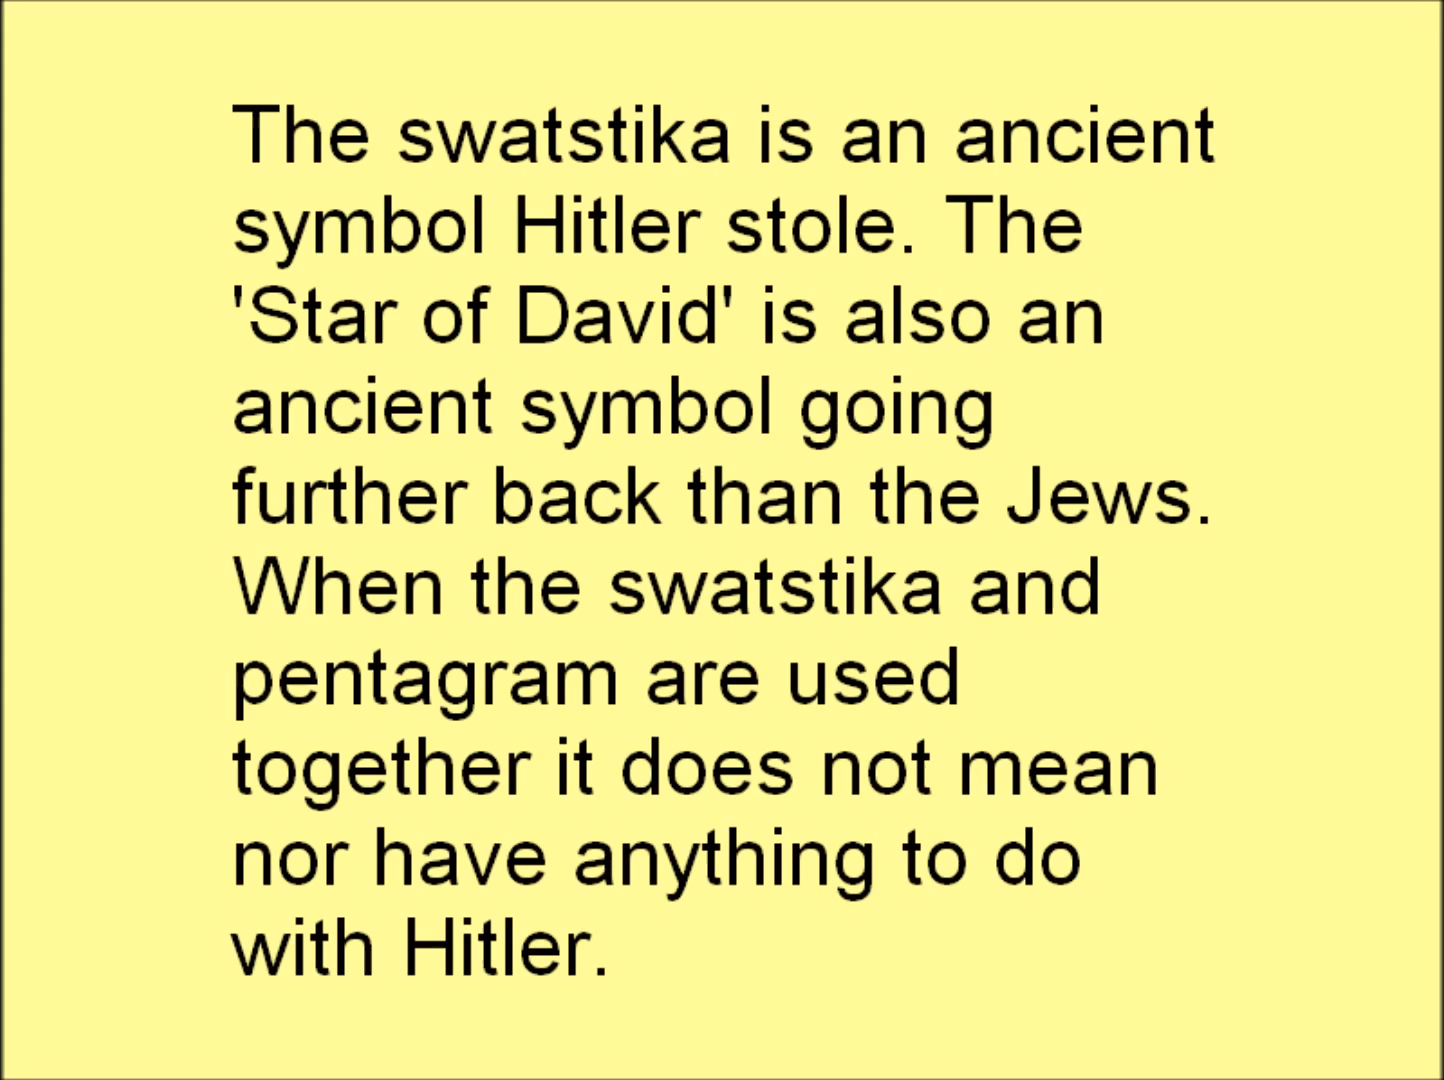 The swatstika is an ancient
symbol Hitler stole. The
'Star of David' is also an
ancient symbol going
further back than the Jews.
When the swatstika and
pentagram are used
together it does not mean
nor have anything to do
with Hitler.